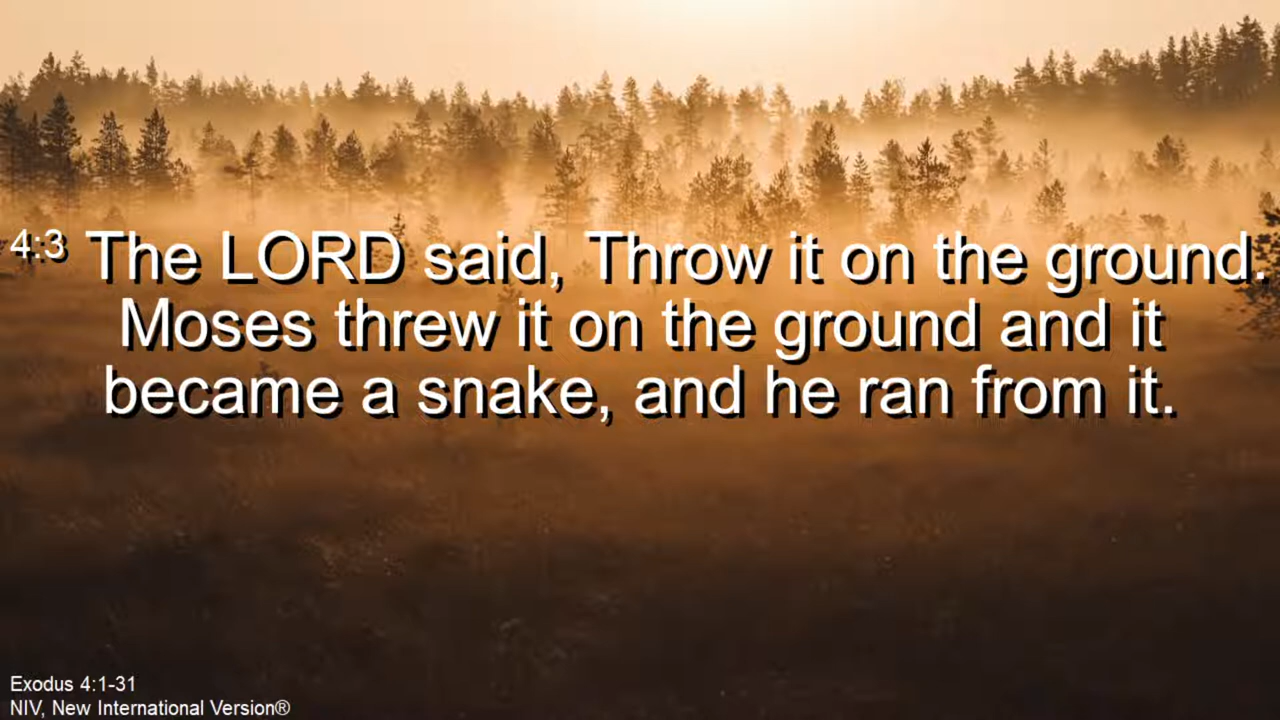 4:3 The LORD said, Throw it on the ground.
Moses threw it on the ground and it
became a snake, and he ran from it.
Exodus 4:1-31
NIV, New International Version®